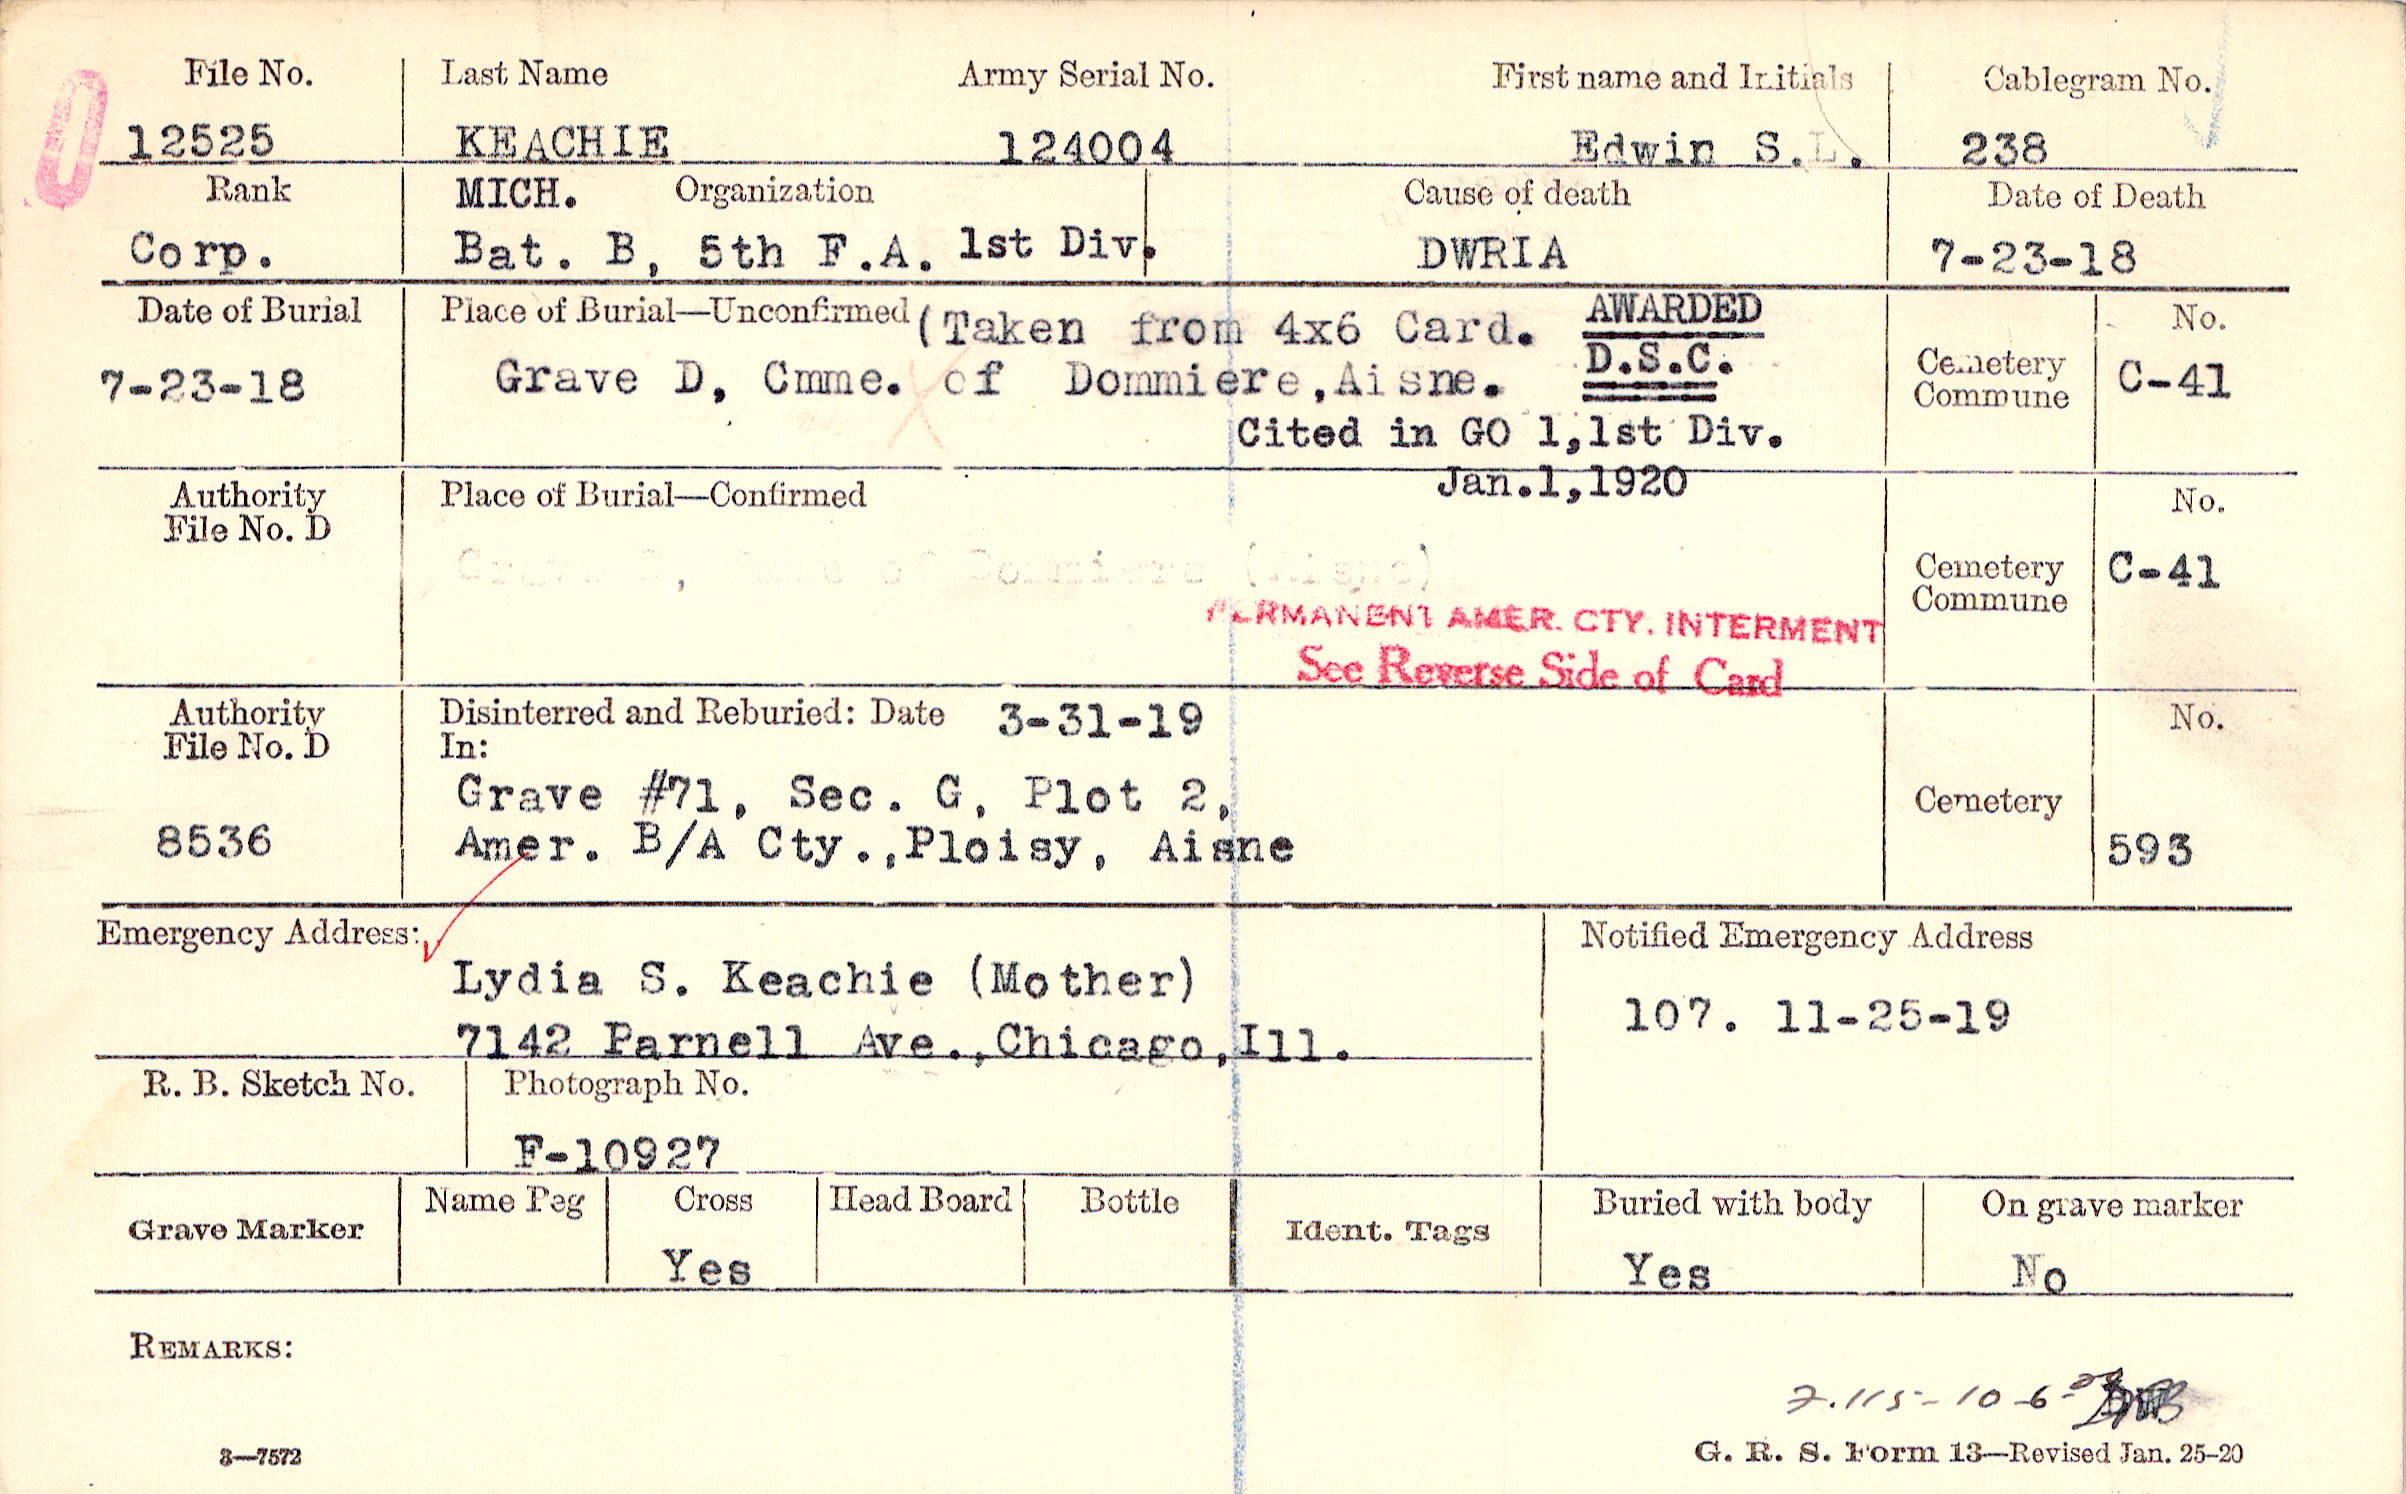 File No. Last Name Army Serial No. First name and Initials Cablegram No.
12525 KEACHIE 124004 Edwin S.L. 238
Rank MICH. Organization Cause of death Date of Death
Corp. Bat. B, 5th F.A. 1st Div. DWRIA 7-23-18
Date of Burial Place of Burial—Unconfirmed (Taken from 4x6 Card. AWARDED No.
7-23-18 Grave D, Cmme. of Dommiere,Aisne. D.S.C. Cemetery Commune C-41
Cited in GO 1,1st Div.
Jan.1,1920
Authority File No. D Place of Burial—Confirmed No.
Grave D, Cmme of Dommiere (Aisne) Cemetery Commune C-41
PERMANENT AMER. CTY. INTERMENT
See Reverse Side of Card
Authority File No. D Disinterred and Reburied: Date 3-31-19 No.
In:
Grave #71, Sec. G, Plot 2, Cemetery
8536 Amer. B/A Cty.,Ploisy, Aisne 593
Emergency Address: Notified Emergency Address
Lydia S. Keachie (Mother)
107. 11-25-19
7142 Parnell Ave.,Chicago,Ill.
R. B. Sketch No. Photograph No.
F-10927
Grave Marker Name Peg Cross Head Board Bottle Ident. Tags Buried with body On grave marker
Yes Yes No
REMARKS:
3—7572 G. R. S. Form 13—Revised Jan. 25-20